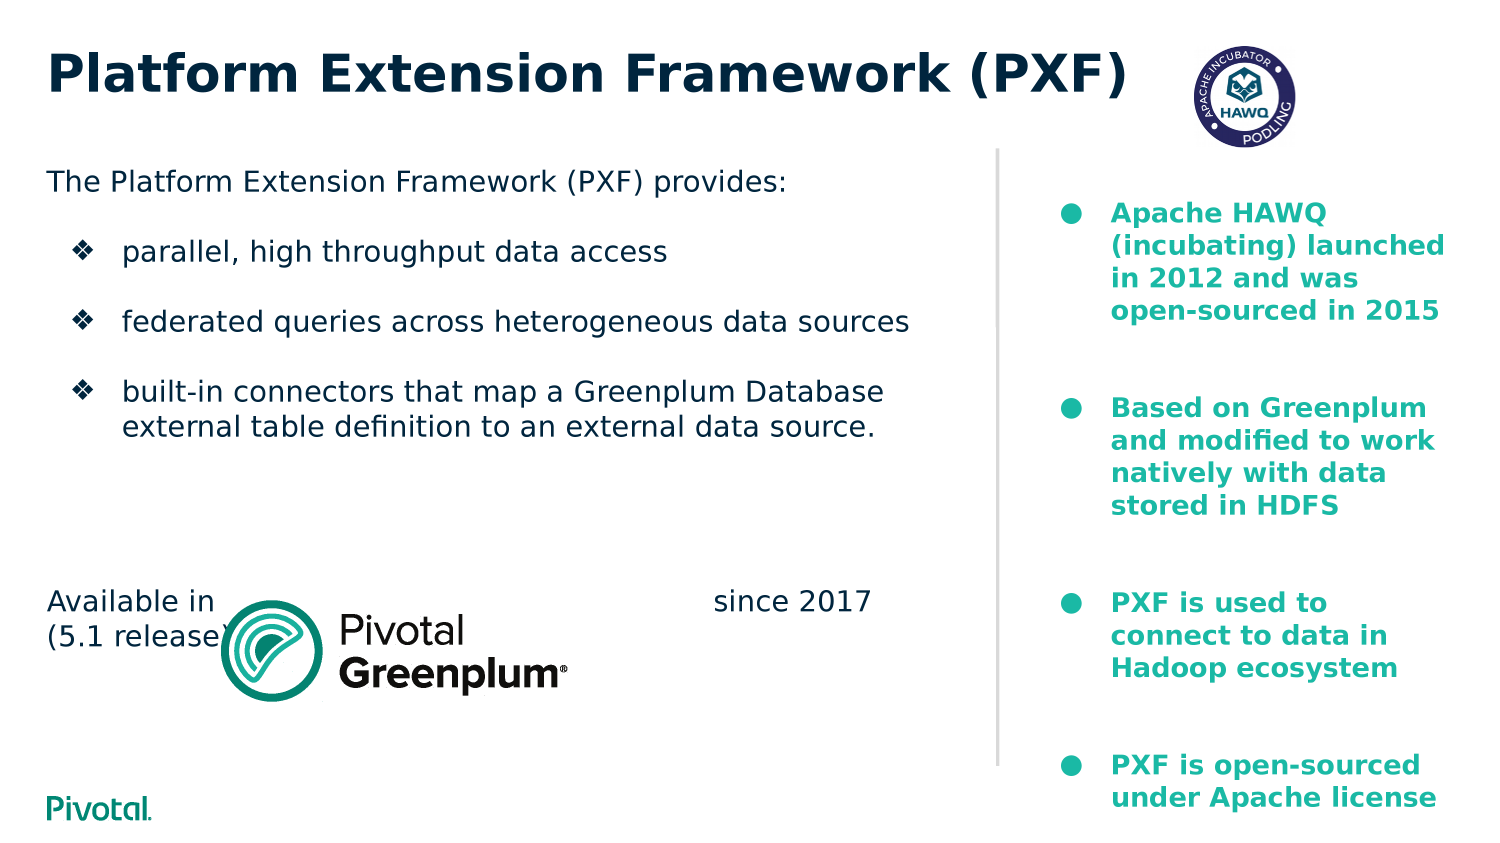 Platform Extension Framework (PXF)
APACHE INCUBATOR
HAWQ
PODLING
The Platform Extension Framework (PXF) provides:
❖ parallel, high throughput data access
❖ federated queries across heterogeneous data sources
❖ built-in connectors that map a Greenplum Database
external table definition to an external data source.
Available in since 2017
(5.1 release)
Pivotal
Greenplum®
● Apache HAWQ
(incubating) launched
in 2012 and was
open-sourced in 2015
● Based on Greenplum
and modified to work
natively with data
stored in HDFS
● PXF is used to
connect to data in
Hadoop ecosystem
● PXF is open-sourced
under Apache license
Pivotal.